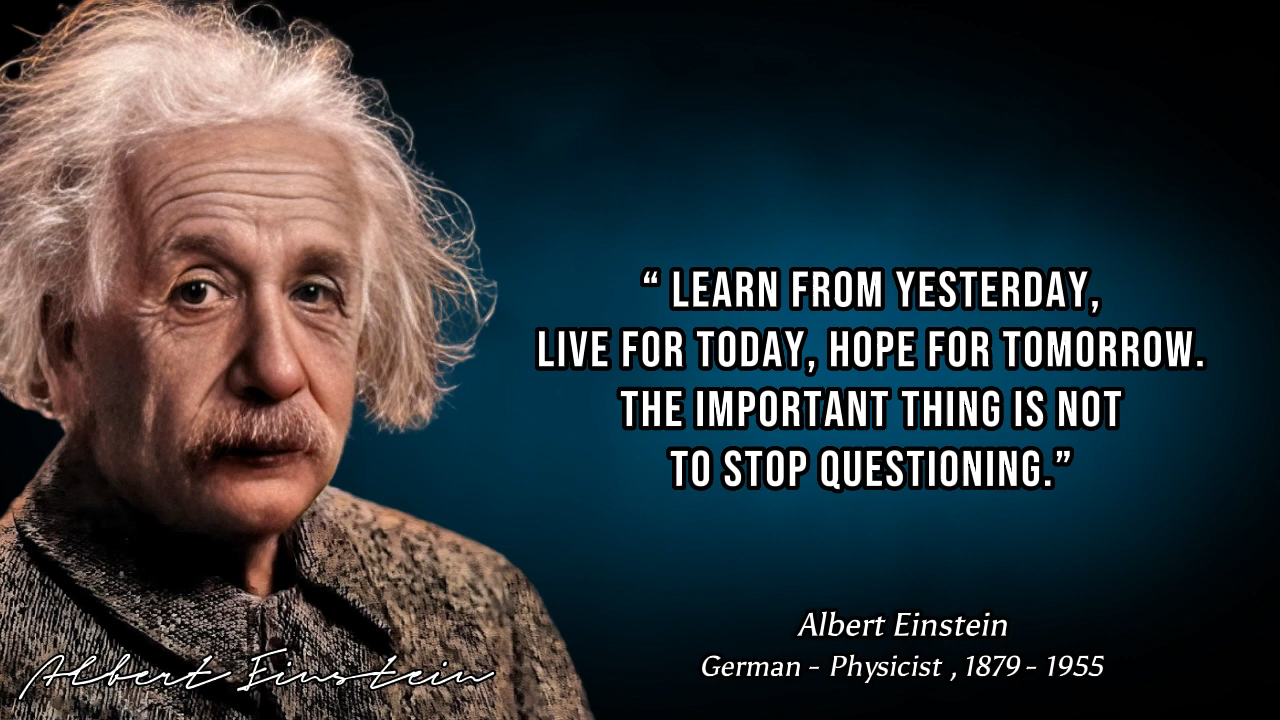 “ LEARN FROM YESTERDAY,
LIVE FOR TODAY, HOPE FOR TOMORROW.
THE IMPORTANT THING IS NOT
TO STOP QUESTIONING.”
Albert Einstein
German - Physicist , 1879 - 1955
Albert Einstein